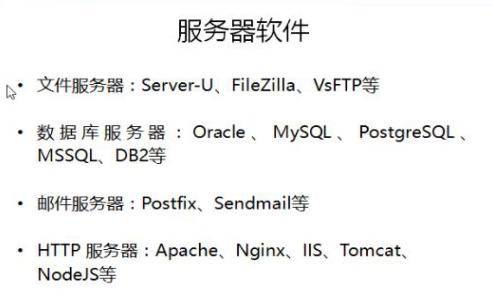 服务器软件
• 文件服务器：Server-U、FileZilla、VsFTP等
• 数据库服务器：Oracle、MySQL、PostgreSQL、
MSSQL、DB2等
• 邮件服务器：Postfix、Sendmail等
• HTTP 服务器：Apache、Nginx、IIS、Tomcat、
NodeJS等